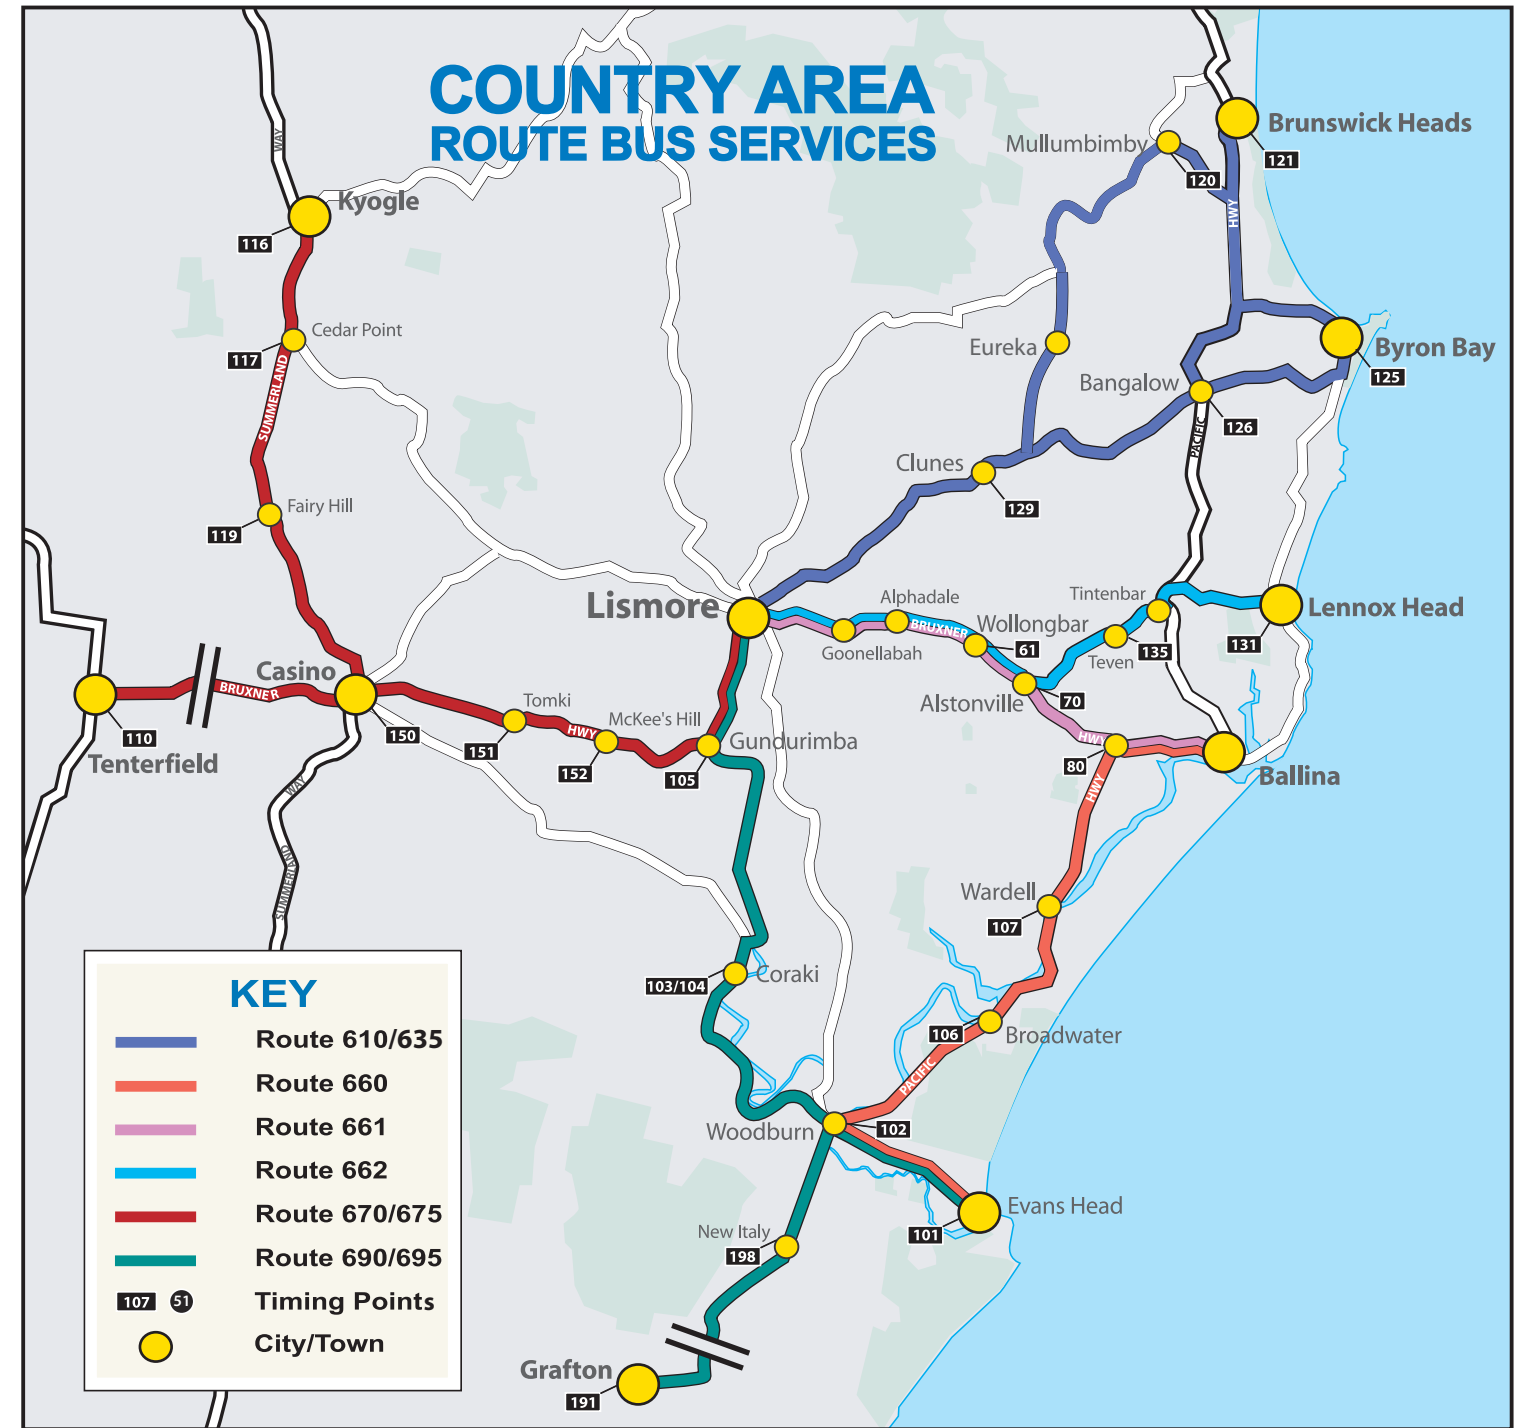 COUNTRY AREA
ROUTE BUS SERVICES
WAY
Brunswick Heads
121
Mullumbimby
120
HWY
Kyogle
116
Cedar Point
117
SUMMERLAND
Eureka
Byron Bay
125
Bangalow
126
PACIFIC
Clunes
129
Fairy Hill
119
Lismore
Alphadale
Goonellabah
BRUXNER
Wollongbar
61
Tintenbar
135
Teven
Lennox Head
131
Alstonville
70
Casino
BRUXNER
150
110
Tenterfield
Tomki
151
HWY
McKee's Hill
152
Gundurimba
105
HWY
80
Ballina
HWY
WAY
SUMMERLAND
Wardell
107
Coraki
103/104
106
Broadwater
PACIFIC
Woodburn
102
Evans Head
101
New Italy
198
Grafton
191
KEY
Route 610/635
Route 660
Route 661
Route 662
Route 670/675
Route 690/695
107 51 Timing Points
City/Town